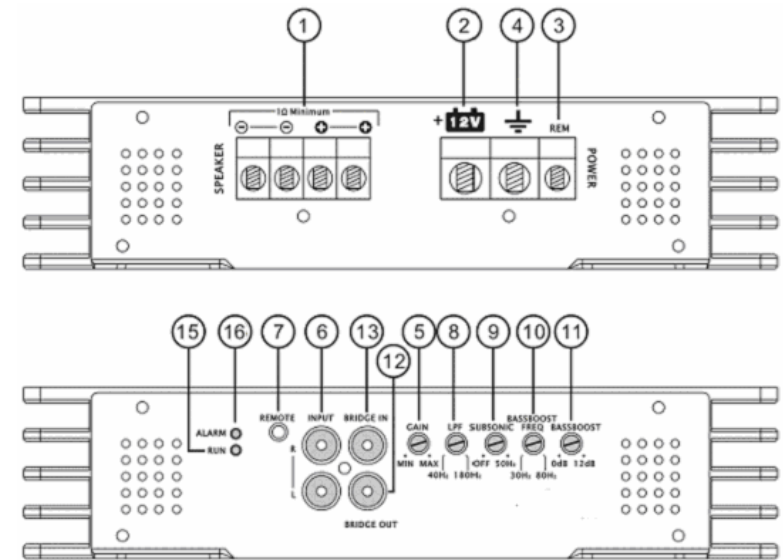 1 2 4 3
1Ω Minimum
+ 12V REM
⊖ ⊖ ⊕ ⊕
SPEAKER
POWER
15 16 7 6 13 5 8 9 10 11
12
REMOTE INPUT BRIDGE IN
GAIN LPF SUBSONIC BASSBOOST FREQ BASSBOOST
ALARM
RUN
R
L
MIN MAX OFF 50Hz 0dB 12dB
40Hz 180Hz 30Hz 80Hz
BRIDGE OUT